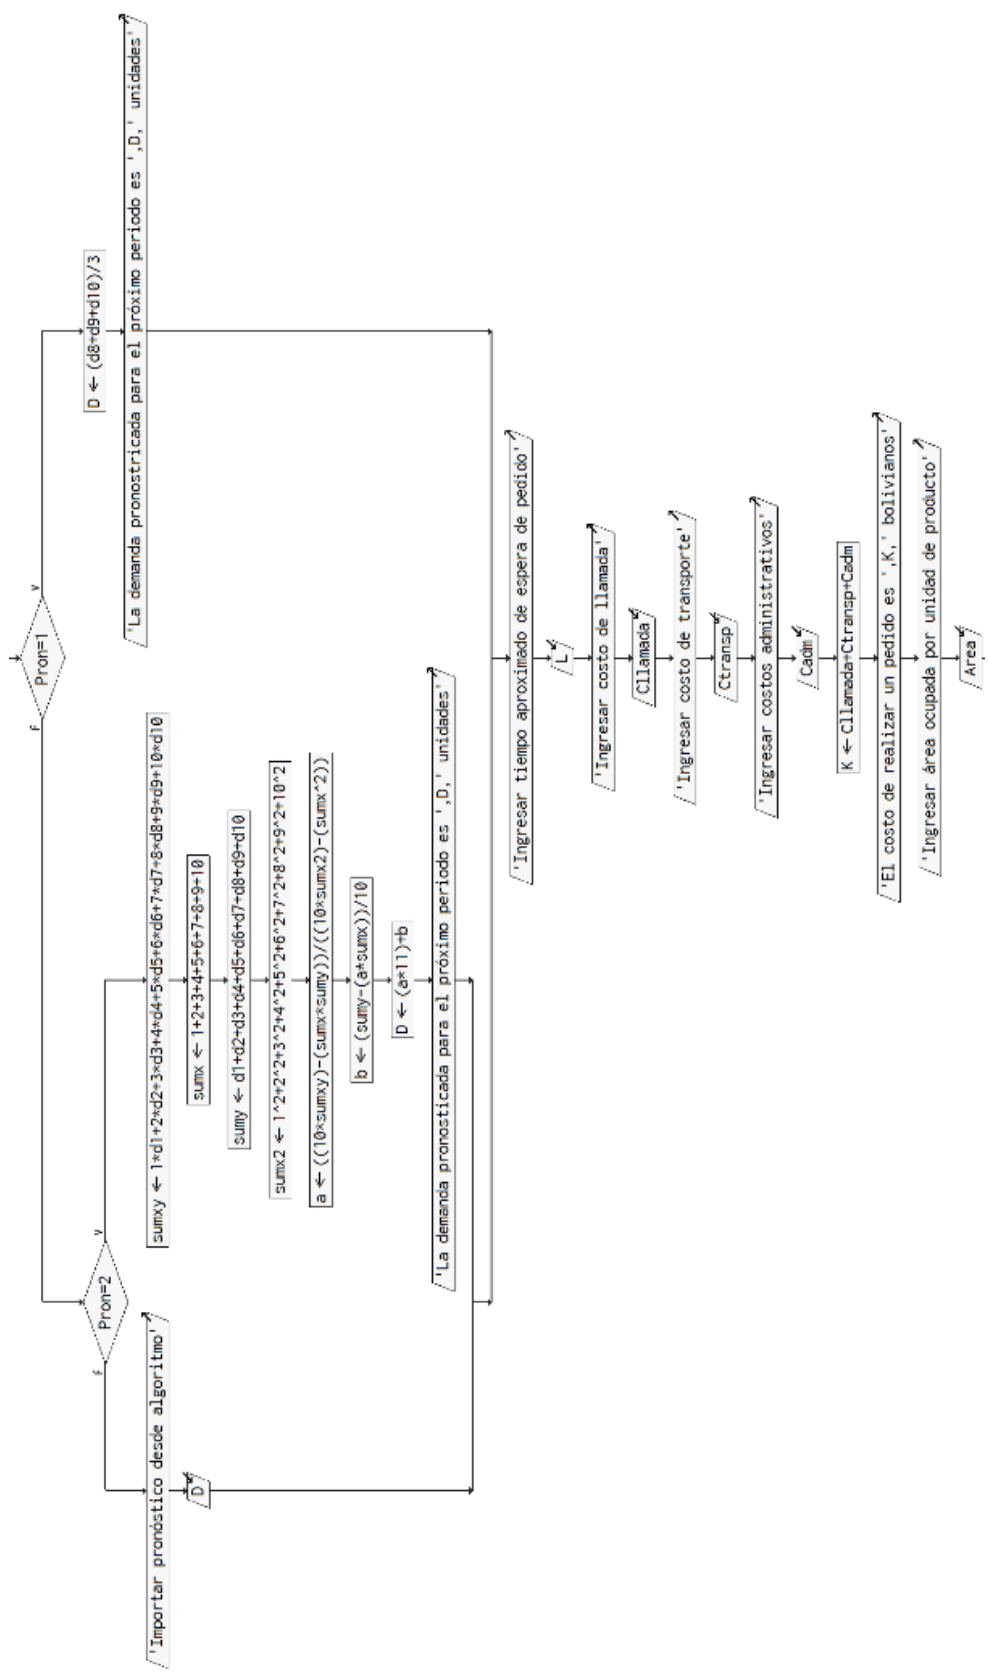 Pron=1
F
V
D ← (d8+d9+d10)/3
'La demanda pronostricada para el próximo periodo es ',D,' unidades'
Pron=2
F
V
sumxy ← 1*d1+2*d2+3*d3+4*d4+5*d5+6*d6+7*d7+8*d8+9*d9+10*d10
sumx ← 1+2+3+4+5+6+7+8+9+10
sumy ← d1+d2+d3+d4+d5+d6+d7+d8+d9+d10
sumx2 ← 1^2+2^2+3^2+4^2+5^2+6^2+7^2+8^2+9^2+10^2
a ← ((10*sumxy)-(sumx*sumy))/((10*sumx2)-(sumx^2))
b ← (sumy-(a*sumx))/10
D ← (a*11)+b
'La demanda pronosticada para el próximo periodo es ',D,' unidades'
'Importar pronóstico desde algoritmo'
D
'Ingresar tiempo aproximado de espera de pedido'
L
'Ingresar costo de llamada'
Cllamada
'Ingresar costo de transporte'
Ctransp
'Ingresar costos administrativos'
Cadm
K ← Cllamada+Ctransp+Cadm
'El costo de realizar un pedido es ',K,' bolivianos'
'Ingresar área ocupada por unidad de producto'
Area